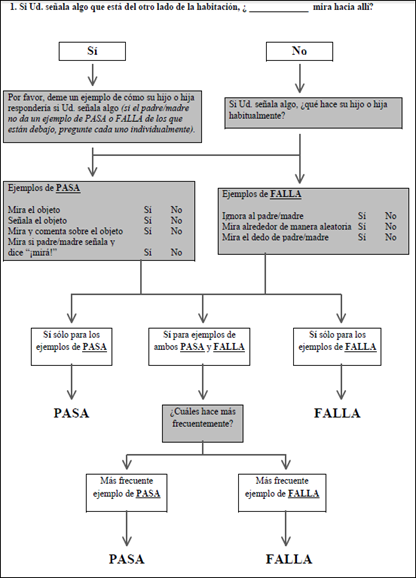 1. Si Ud. señala algo que está del otro lado de la habitación, ¿ ____________ mira hacia allí?
Sí
No
Por favor, deme un ejemplo de cómo su hijo o hija
respondería si Ud. señala algo (si el padre/madre
no da un ejemplo de PASA o FALLA de los que
están debajo, pregunte cada uno individualmente).
Si Ud. señala algo, ¿qué hace su hijo o hija
habitualmente?
Ejemplos de PASA
Mira el objeto Sí No
Señala el objeto Sí No
Mira y comenta sobre el objeto Sí No
Mira si padre/madre señala y
dice "¡mirá!" Sí No
Ejemplos de FALLA
Ignora al padre/madre Sí No
Mira alrededor de manera aleatoria Sí No
Mira el dedo de padre/madre Sí No
Sí sólo para los
ejemplos de PASA
Sí para ejemplos de
ambos PASA y FALLA
Sí sólo para los
ejemplos de FALLA
PASA
¿Cuáles hace más
frecuentemente?
FALLA
Más frecuente
ejemplo de PASA
Más frecuente
ejemplo de FALLA
PASA
FALLA